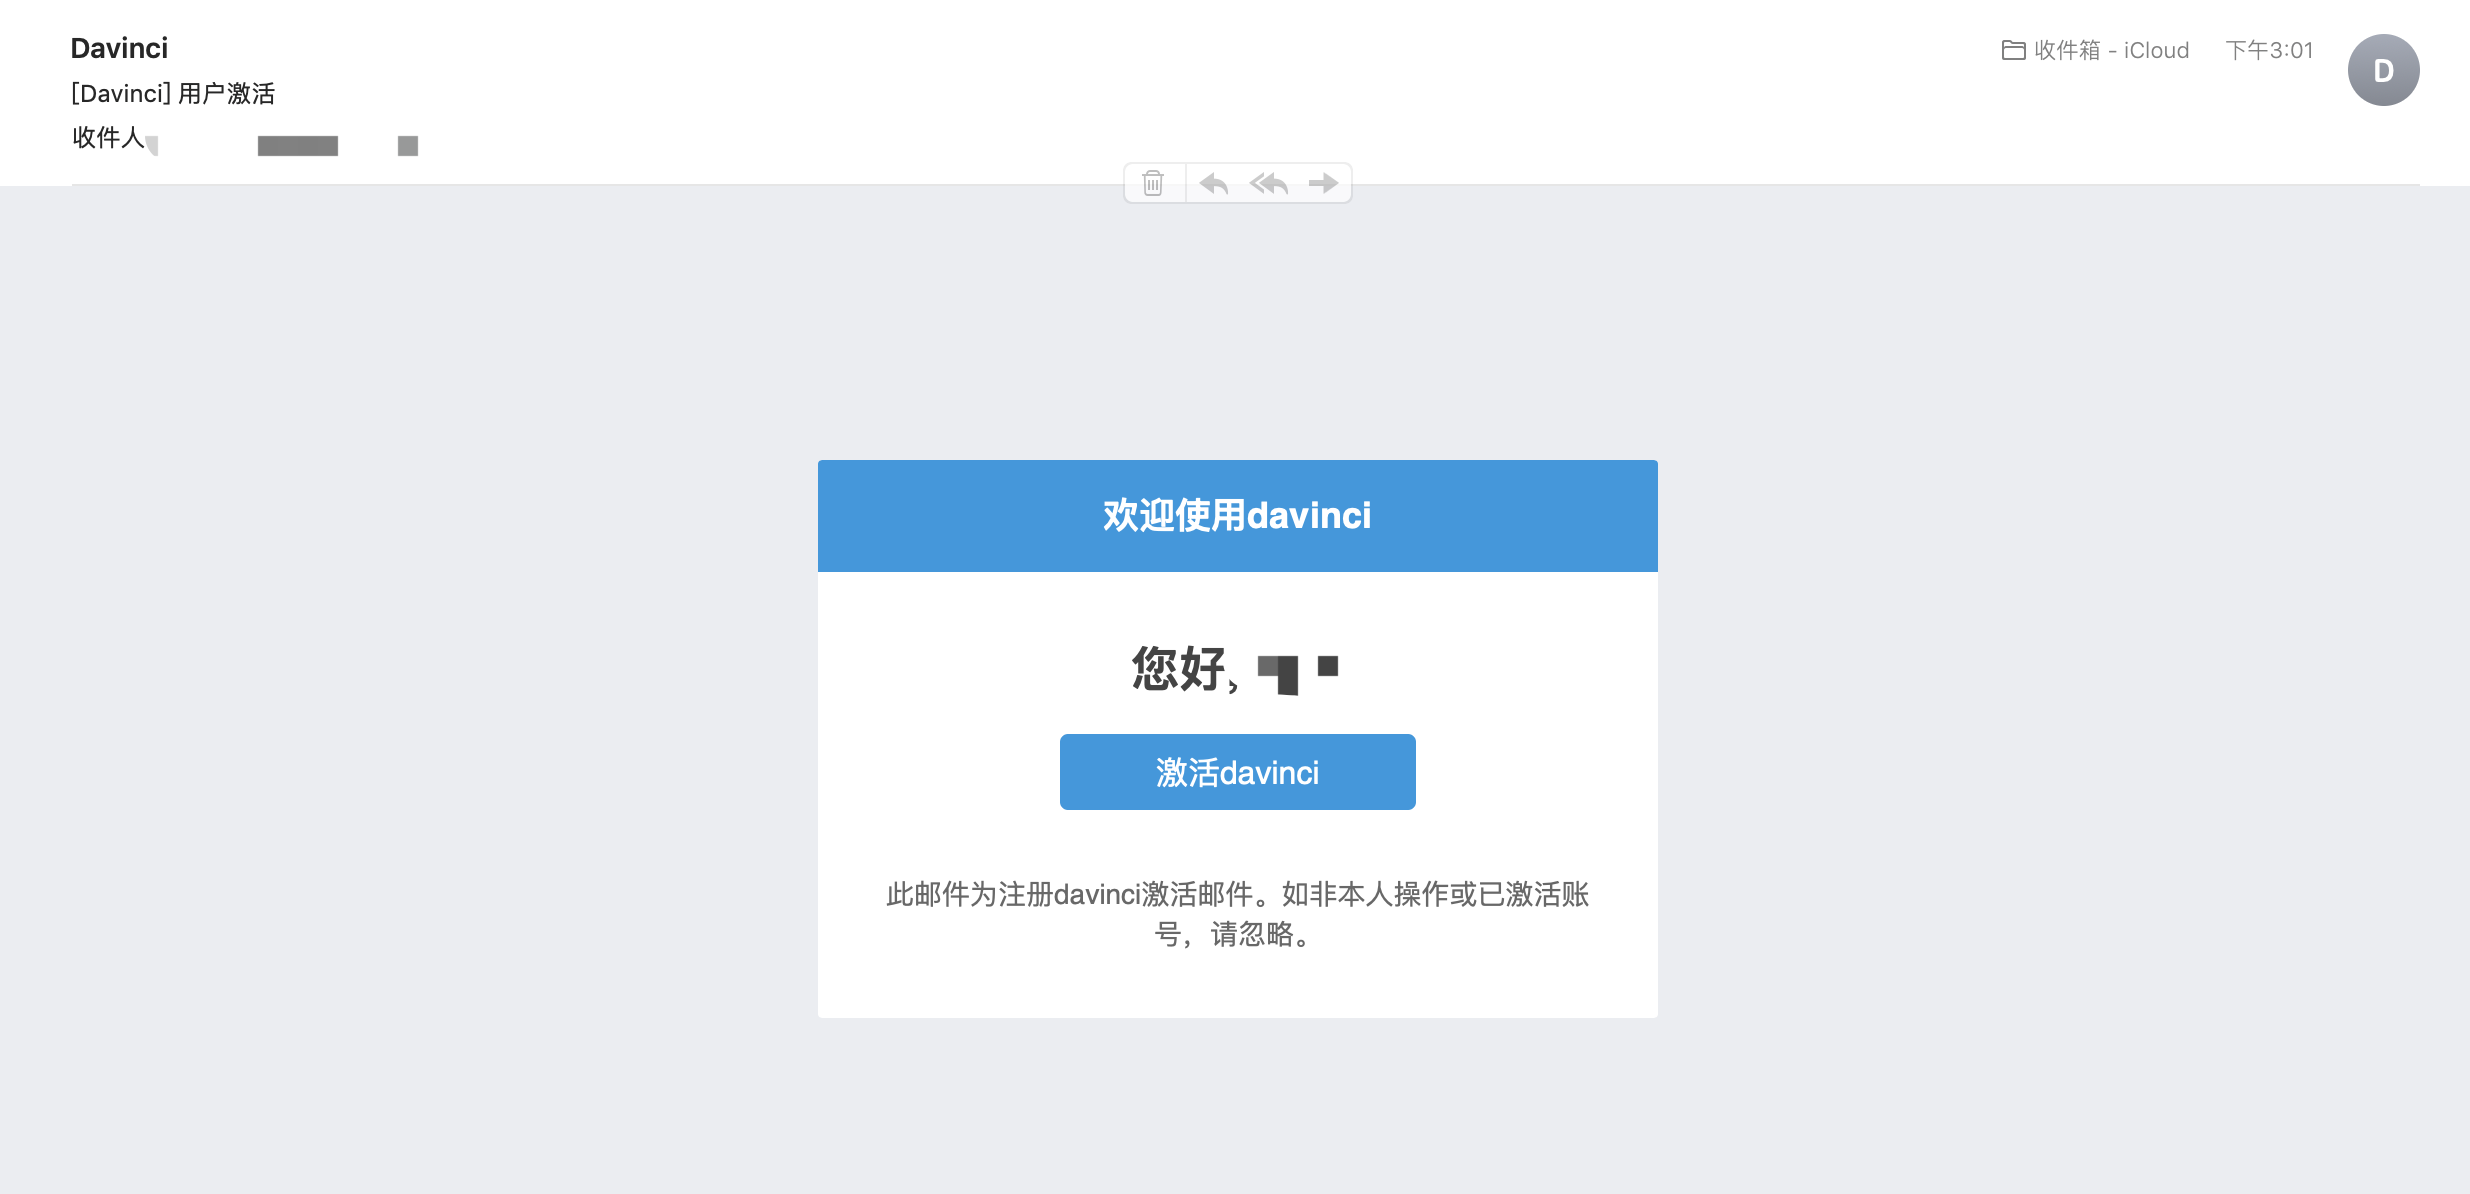 Davinci
收件箱 - iCloud
下午3:01
D
[Davinci] 用户激活
收件人
欢迎使用davinci
您好,
激活davinci
此邮件为注册davinci激活邮件。如非本人操作或已激活账
号，请忽略。